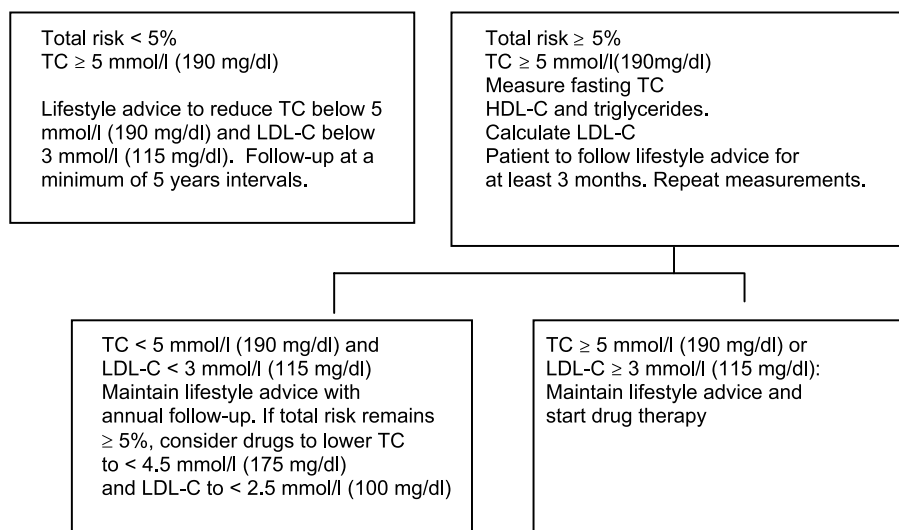 Total risk < 5%
TC ≥ 5 mmol/l (190 mg/dl)
Lifestyle advice to reduce TC below 5
mmol/l (190 mg/dl) and LDL-C below
3 mmol/l (115 mg/dl).  Follow-up at a
minimum of 5 years intervals.
Total risk ≥ 5%
TC ≥ 5 mmol/l(190mg/dl)
Measure fasting TC
HDL-C and triglycerides.
Calculate LDL-C
Patient to follow lifestyle advice for
at least 3 months. Repeat measurements.
TC < 5 mmol/l (190 mg/dl) and
LDL-C < 3 mmol/l (115 mg/dl)
Maintain lifestyle advice with
annual follow-up. If total risk remains
≥ 5%, consider drugs to lower TC
to < 4.5 mmol/l (175 mg/dl)
and LDL-C to < 2.5 mmol/l (100 mg/dl)
TC ≥ 5 mmol/l (190 mg/dl) or
LDL-C ≥ 3 mmol/l (115 mg/dl):
Maintain lifestyle advice and
start drug therapy